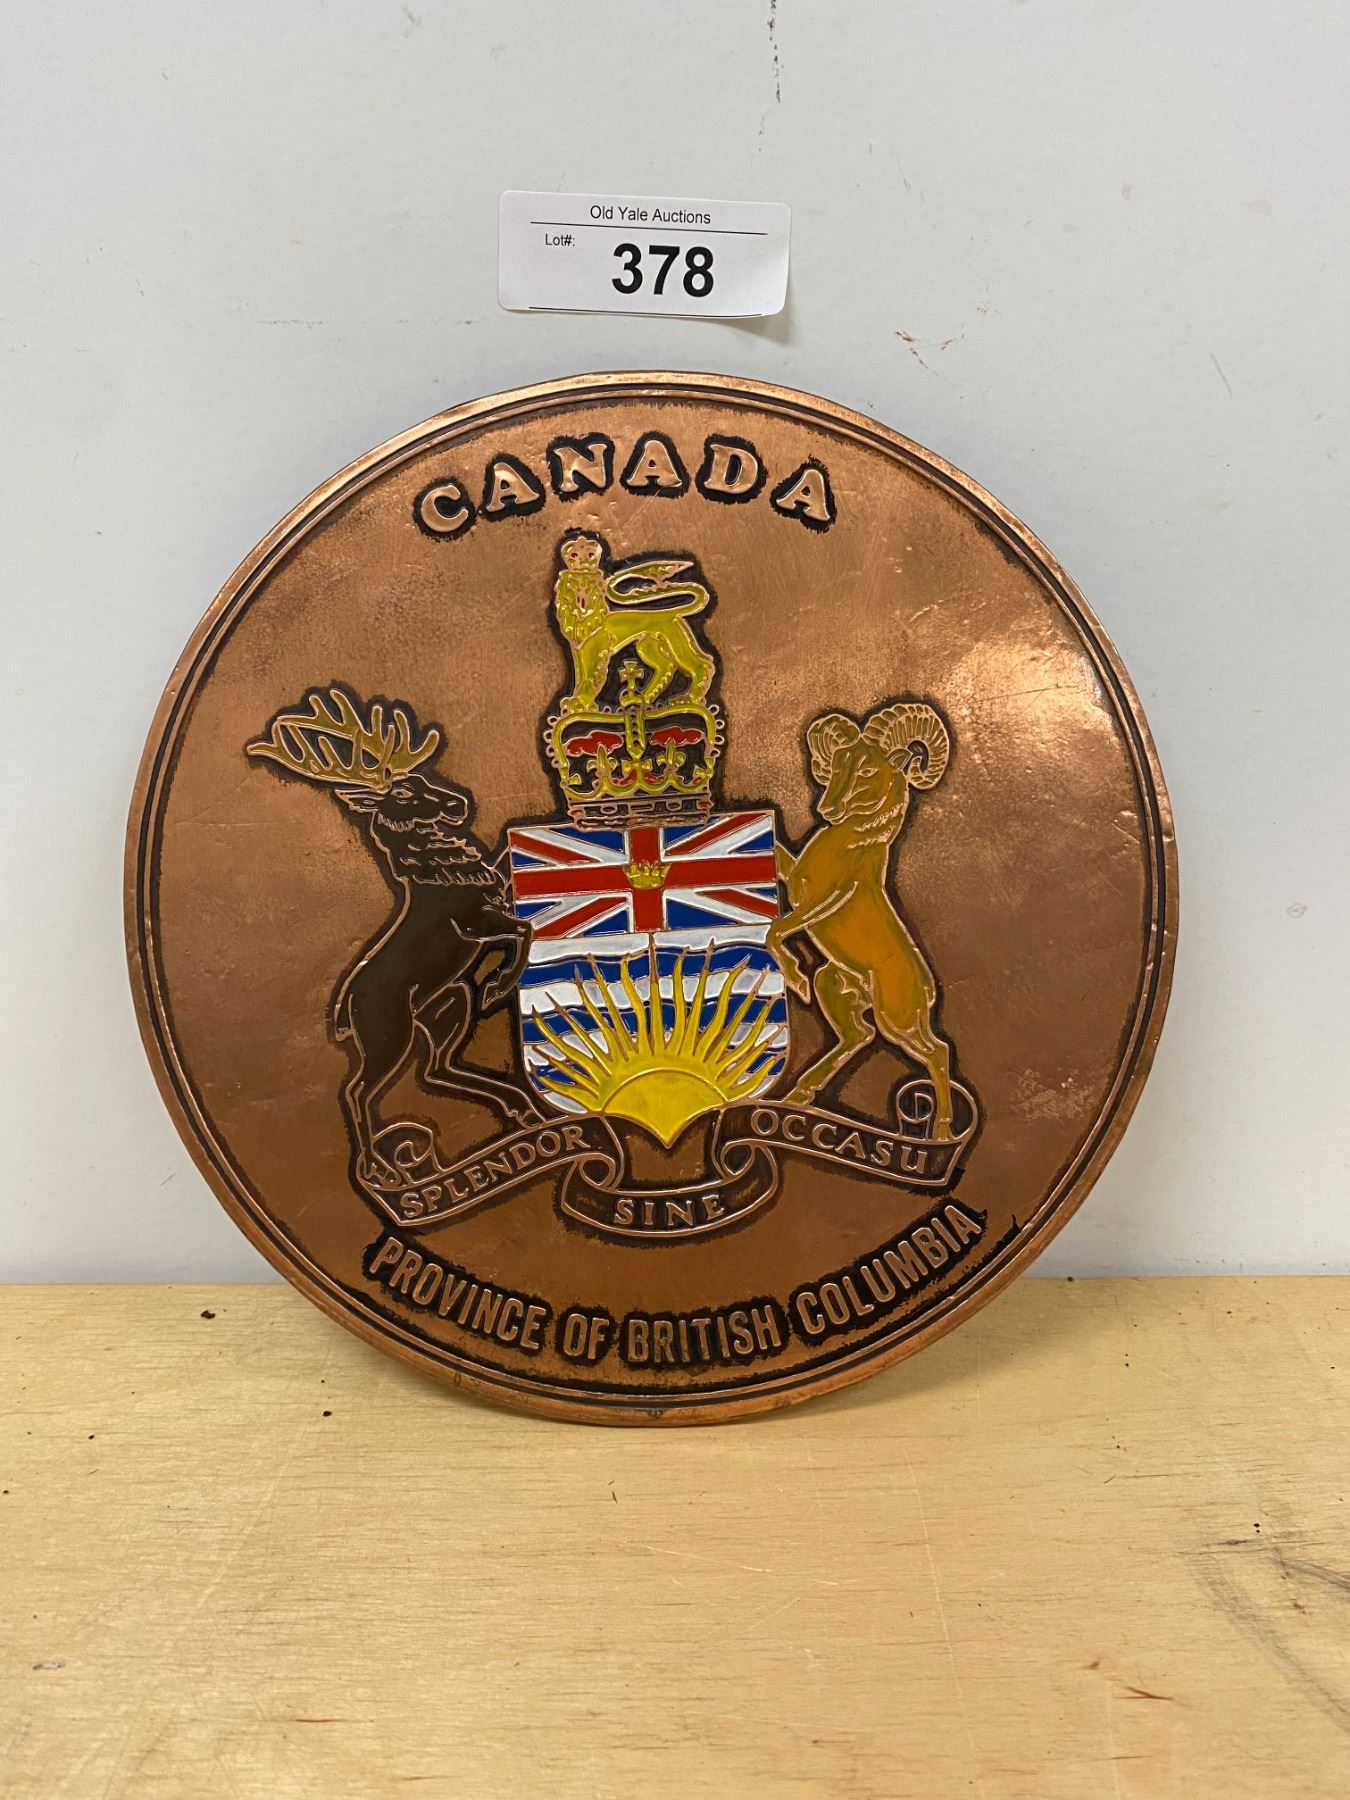 Old Yale Auctions
Lot#:
378
CANADA
SPLENDOR SINE OCCASU
PROVINCE OF BRITISH COLUMBIA